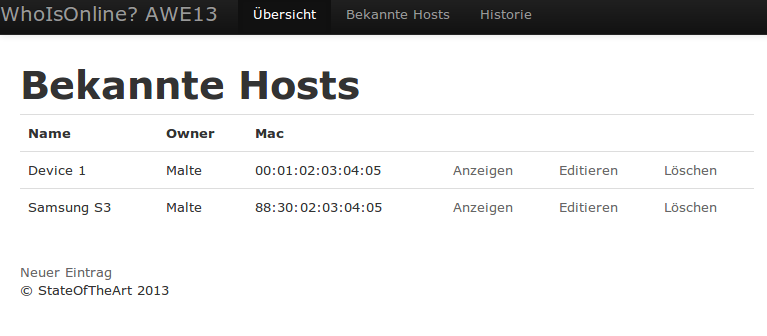 WhoIsOnline? AWE13 Übersicht Bekannte Hosts Historie
Bekannte Hosts
Name Owner Mac
Device 1 Malte 00:01:02:03:04:05 Anzeigen Editieren Löschen
Samsung S3 Malte 88:30:02:03:04:05 Anzeigen Editieren Löschen
Neuer Eintrag
© StateOfTheArt 2013